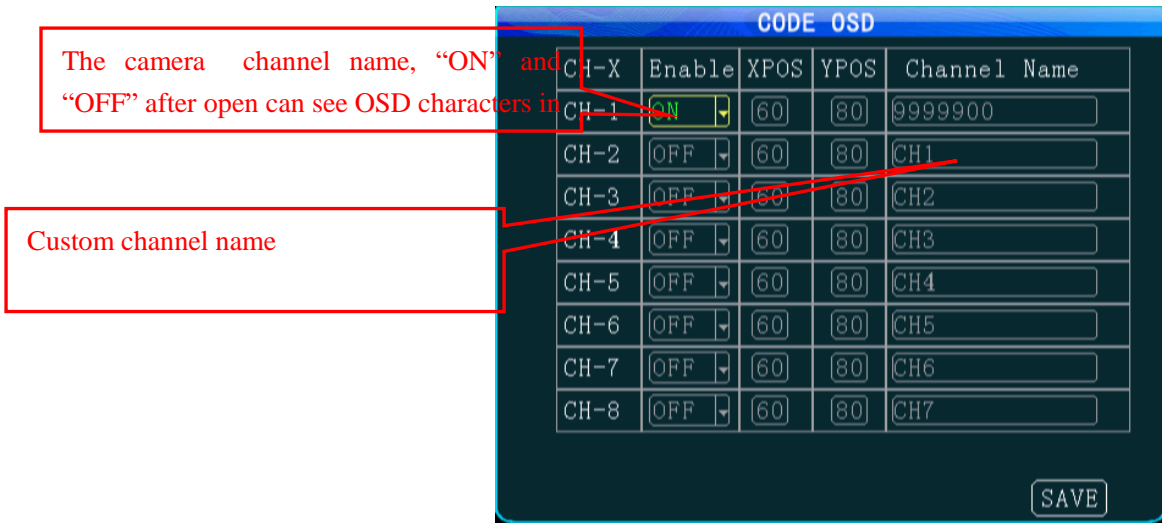 CODE OSD
The camera channel name, “ON” and
“OFF” after open can see OSD characters in
CH-X Enable XPOS YPOS Channel Name
CH-1 ON 60 80 9999900
CH-2 OFF 60 80 CH1
CH-3 OFF 60 80 CH2
Custom channel name
CH-4 OFF 60 80 CH3
CH-5 OFF 60 80 CH4
CH-6 OFF 60 80 CH5
CH-7 OFF 60 80 CH6
CH-8 OFF 60 80 CH7
SAVE